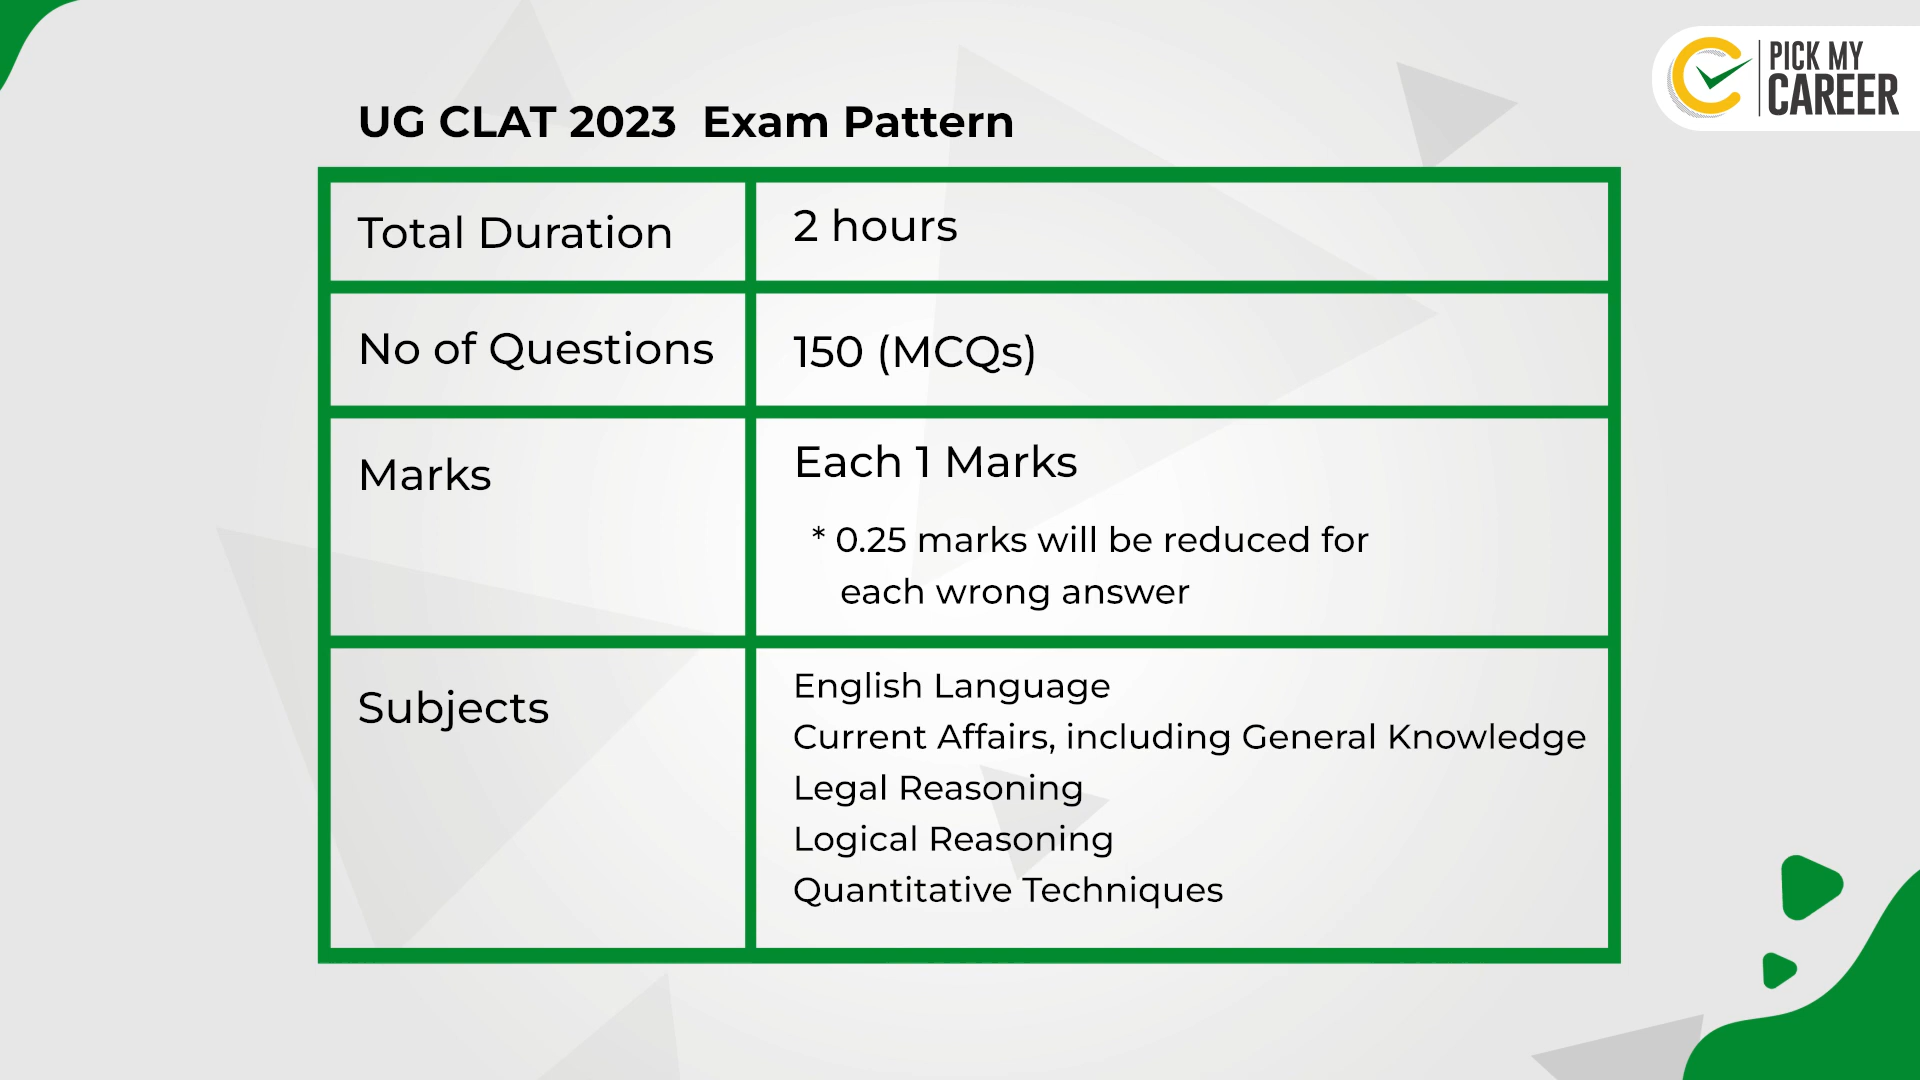 PICK MY
CAREER
UG CLAT 2023 Exam Pattern
Total Duration
2 hours
No of Questions
150 (MCQs)
Marks
Each 1 Marks
* 0.25 marks will be reduced for
each wrong answer
Subjects
English Language
Current Affairs, including General Knowledge
Legal Reasoning
Logical Reasoning
Quantitative Techniques